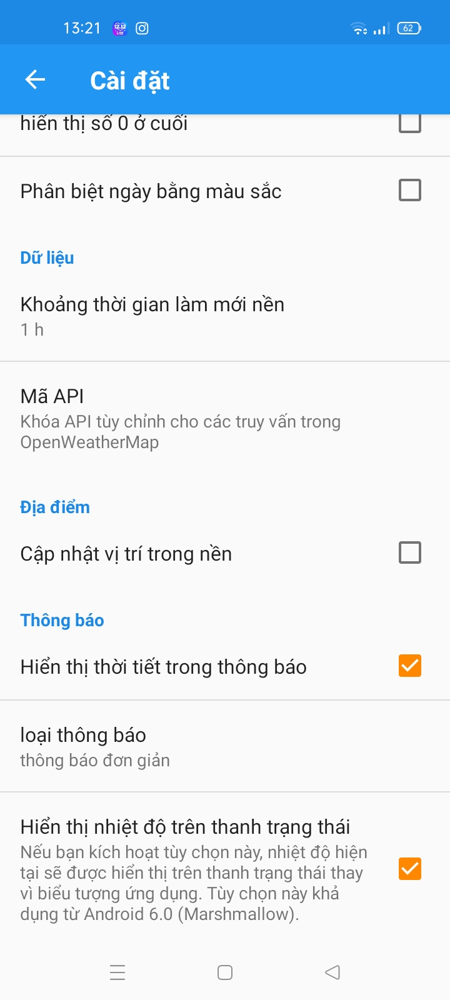 13:21
12.12
62
Cài đặt
hiển thị số 0 ở cuối
Phân biệt ngày bằng màu sắc
Dữ liệu
Khoảng thời gian làm mới nền
1 h
Mã API
Khóa API tùy chỉnh cho các truy vấn trong
OpenWeatherMap
Địa điểm
Cập nhật vị trí trong nền
Thông báo
Hiển thị thời tiết trong thông báo
loại thông báo
thông báo đơn giản
Hiển thị nhiệt độ trên thanh trạng thái
Nếu bạn kích hoạt tùy chọn này, nhiệt độ hiện
tại sẽ được hiển thị trên thanh trạng thái thay
vì biểu tượng ứng dụng. Tùy chọn này khả
dụng từ Android 6.0 (Marshmallow).